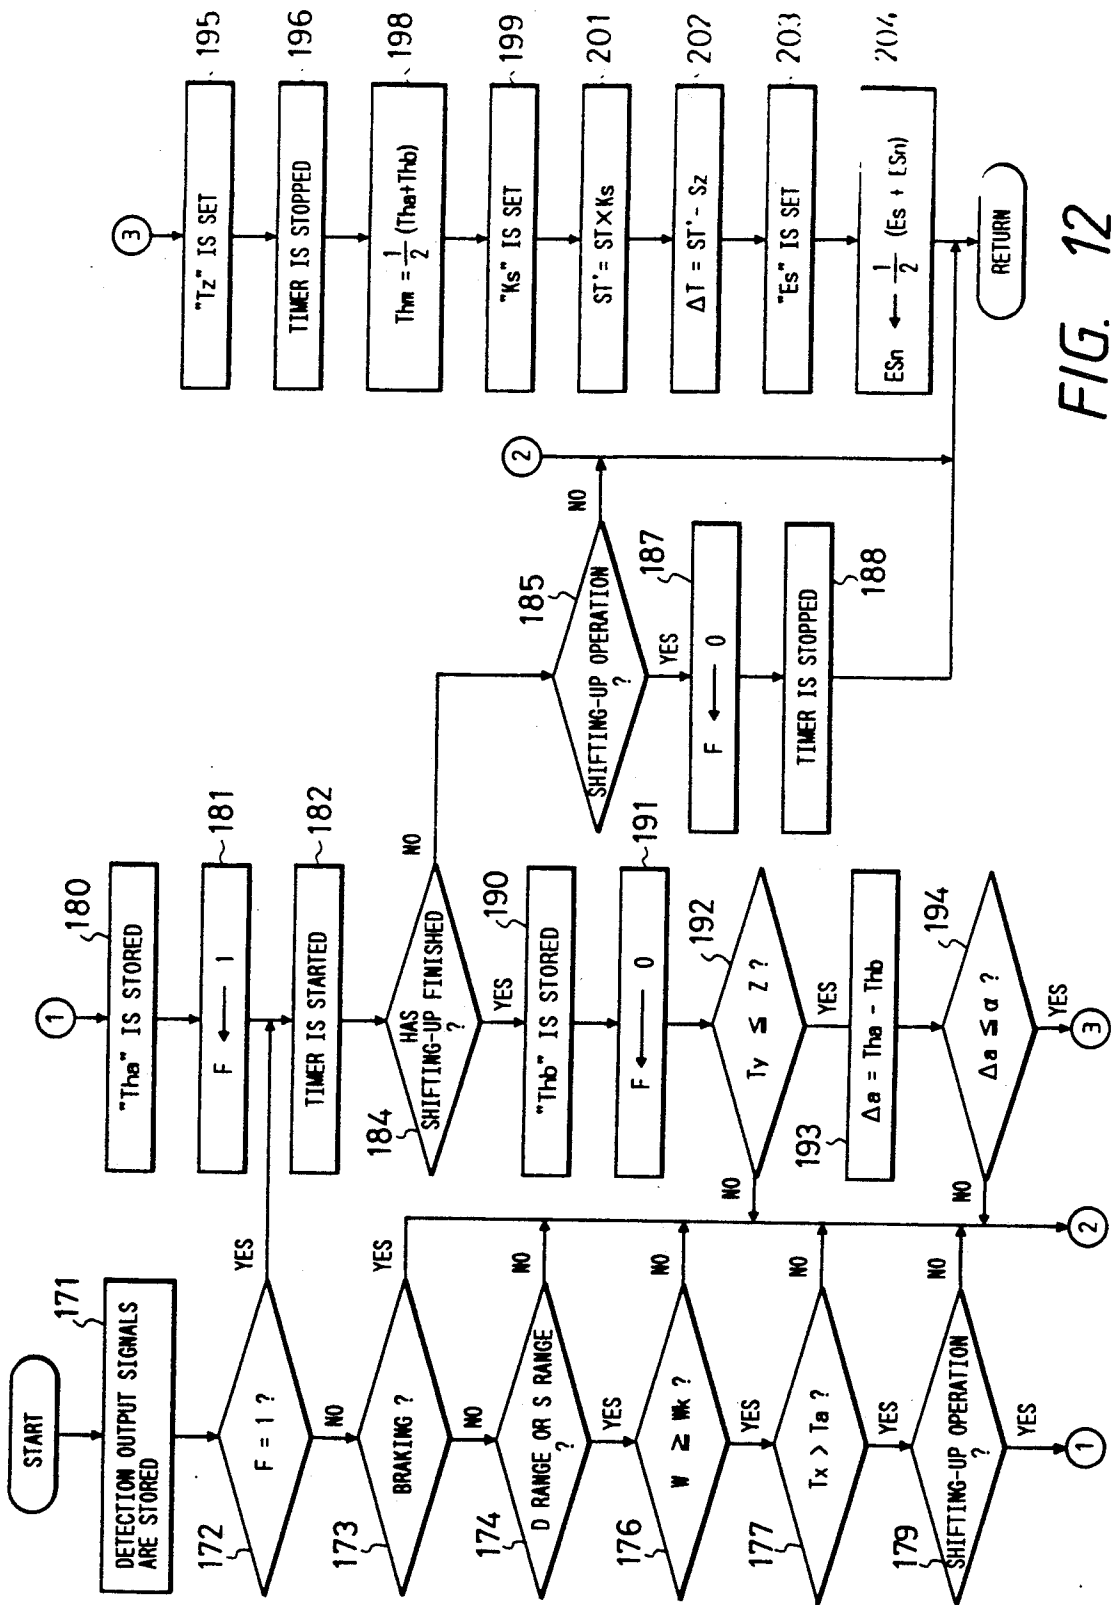 START
171
DETECTION OUTPUT SIGNALS
ARE STORED
172
F = 1 ?
YES
NO
173
BRAKING ?
YES
NO
174
D RANGE OR S RANGE
?
NO
YES
176
W ≧ Wk ?
NO
YES
177
Tx > Ta ?
NO
YES
179
SHIFTING-UP OPERATION
?
NO
YES
1
2
1
180
"Tha" IS STORED
181
F ← 1
182
TIMER IS STARTED
184
HAS
SHIFTING-UP FINISHED
?
NO
YES
190
"Thb" IS STORED
191
F ← 0
192
Ty ≦ Z ?
NO
YES
193
Δa = Tha - Thb
194
Δa ≦ α ?
NO
YES
3
2
185
SHIFTING-UP OPERATION
?
NO
YES
187
F ← 0
188
TIMER IS STOPPED
3
195
"Tz" IS SET
196
TIMER IS STOPPED
198
Thm = 1/2 (Tha+Thb)
199
"Ks" IS SET
201
ST' = ST × Ks
202
ΔT = ST' - Sz
203
"Es" IS SET
204
ESn ← 1/2 (Es + ESn)
RETURN
FIG. 12